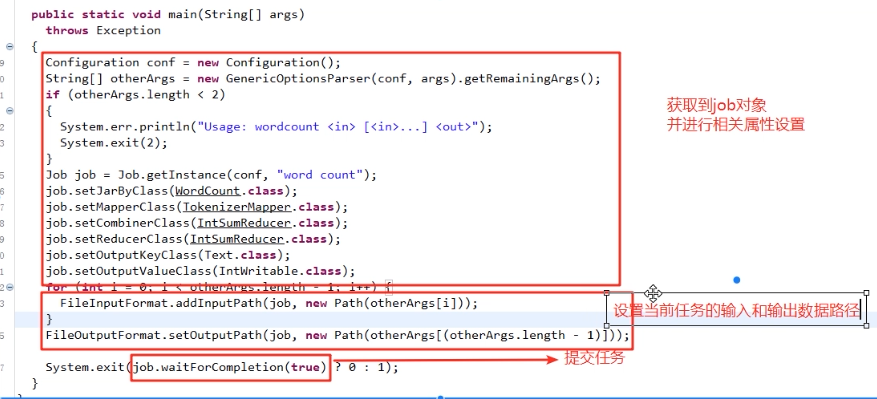 public static void main(String[] args)
throws Exception
{
Configuration conf = new Configuration();
String[] otherArgs = new GenericOptionsParser(conf, args).getRemainingArgs();
if (otherArgs.length < 2)
{
System.err.println("Usage: wordcount <in> [<in>...] <out>");
System.exit(2);
}
获取到job对象
并进行相关属性设置
Job job = Job.getInstance(conf, "word count");
job.setJarByClass(WordCount.class);
job.setMapperClass(TokenizerMapper.class);
job.setCombinerClass(IntSumReducer.class);
job.setReducerClass(IntSumReducer.class);
job.setOutputKeyClass(Text.class);
job.setOutputValueClass(IntWritable.class);
for (int i = 0; i < otherArgs.length - 1; i++) {
FileInputFormat.addInputPath(job, new Path(otherArgs[i]));
}
设置当前任务的输入和输出数据路径
FileOutputFormat.setOutputPath(job, new Path(otherArgs[(otherArgs.length - 1)]));
提交任务
System.exit(job.waitForCompletion(true) ? 0 : 1);
}